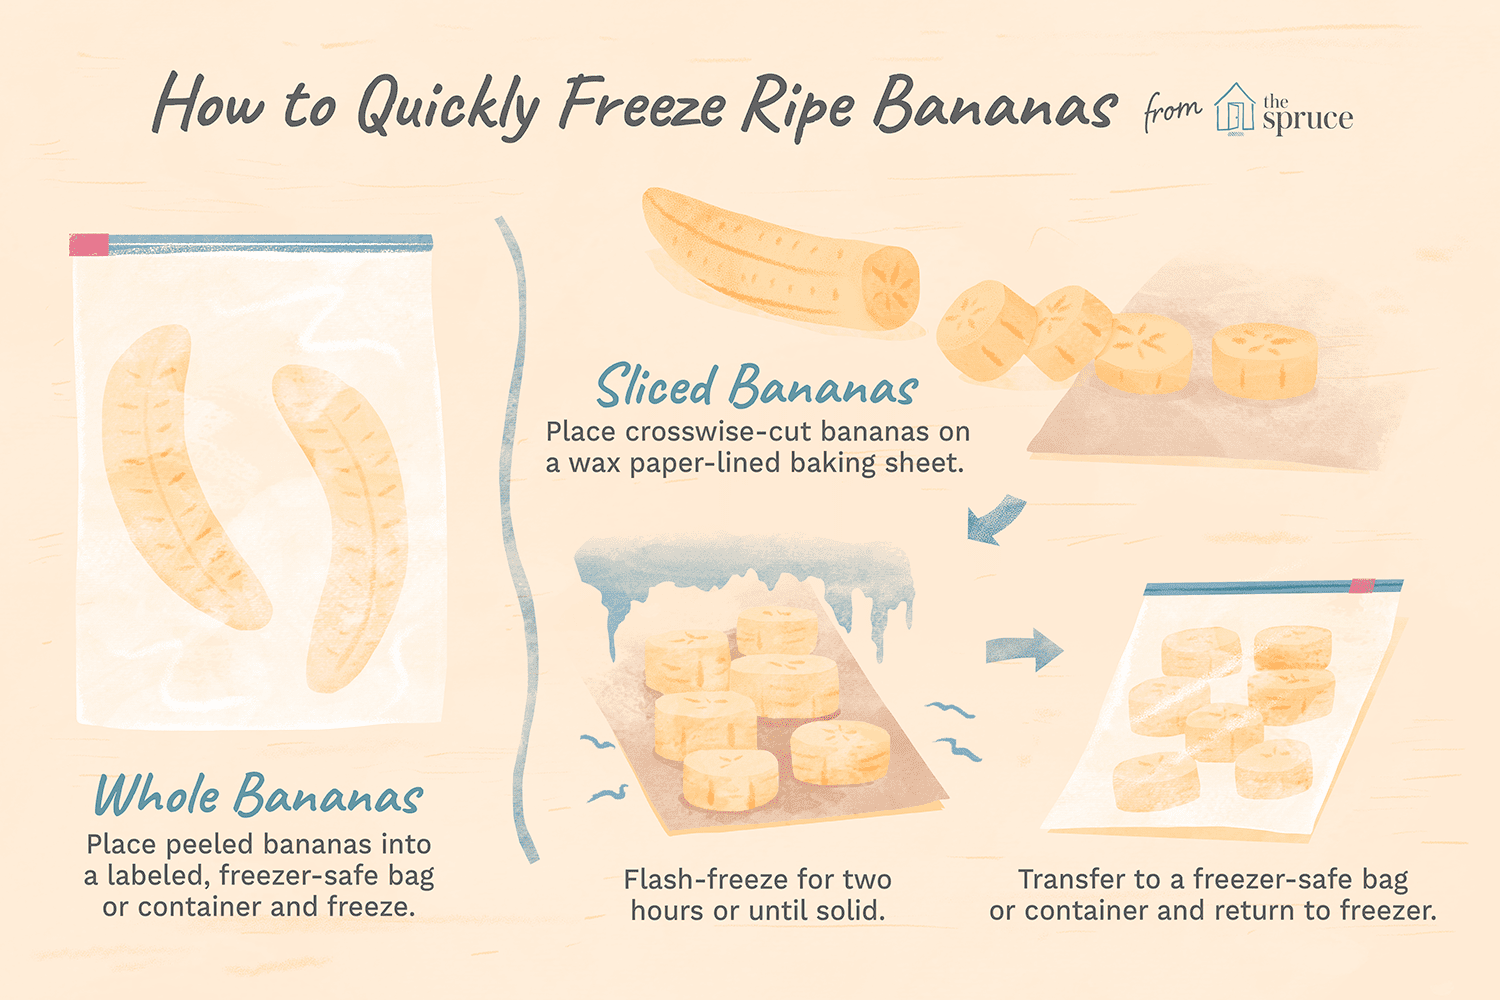 How to Quickly Freeze Ripe Bananas from the spruce
Whole Bananas
Place peeled bananas into
a labeled, freezer-safe bag
or container and freeze.
Sliced Bananas
Place crosswise-cut bananas on
a wax paper-lined baking sheet.
Flash-freeze for two
hours or until solid.
Transfer to a freezer-safe bag
or container and return to freezer.